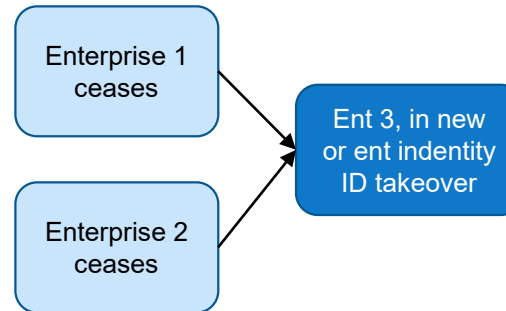 Enterprise 1
ceases
Ent 3, in new
or ent indentity
ID takeover
Enterprise 2
ceases